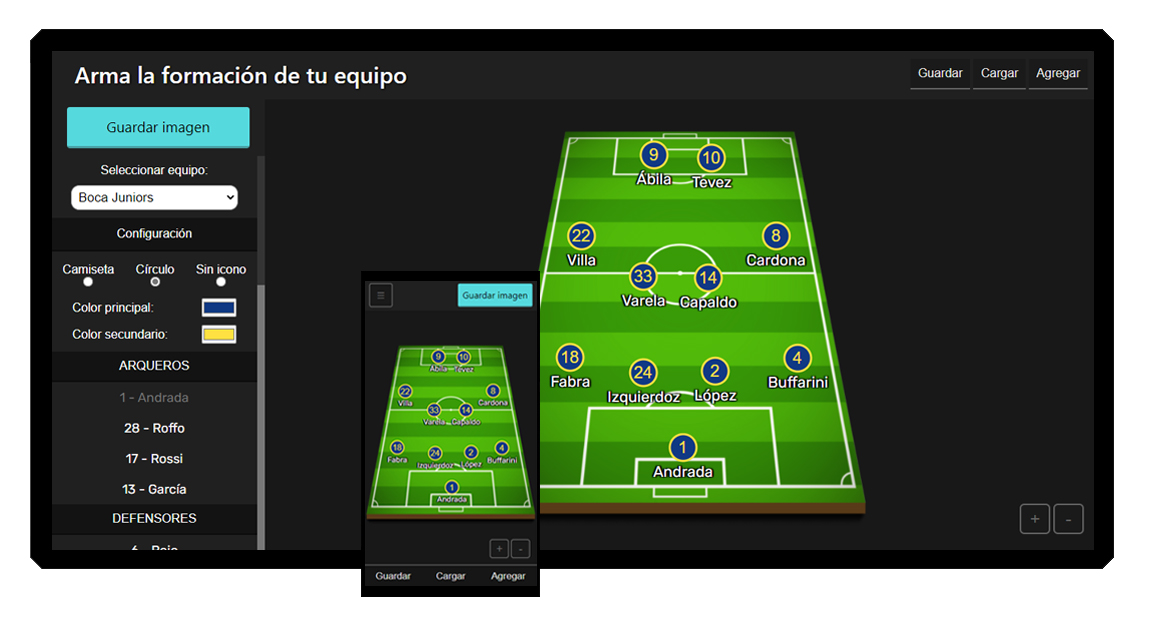 Arma la formación de tu equipo
Guardar Cargar Agregar
Guardar imagen
Seleccionar equipo:
Boca Juniors
Configuración
Camiseta Círculo Sin icono
Color principal:
Color secundario:
ARQUEROS
1 - Andrada
28 - Roffo
17 - Rossi
13 - García
DEFENSORES
9 10
Ábila Tevez
22 8
Villa Cardona
33 14
Varela Capaldo
18 24 2 4
Fabra Izquierdoz López Buffarini
1
Andrada
+ -
Guardar imagen
9 10
Ábila Tevez
22 8
Villa Cardona
33 14
Varela Capaldo
18 24 2 4
Fabra Izquierdoz López Buffarini
1
Andrada
+ -
Guardar Cargar Agregar